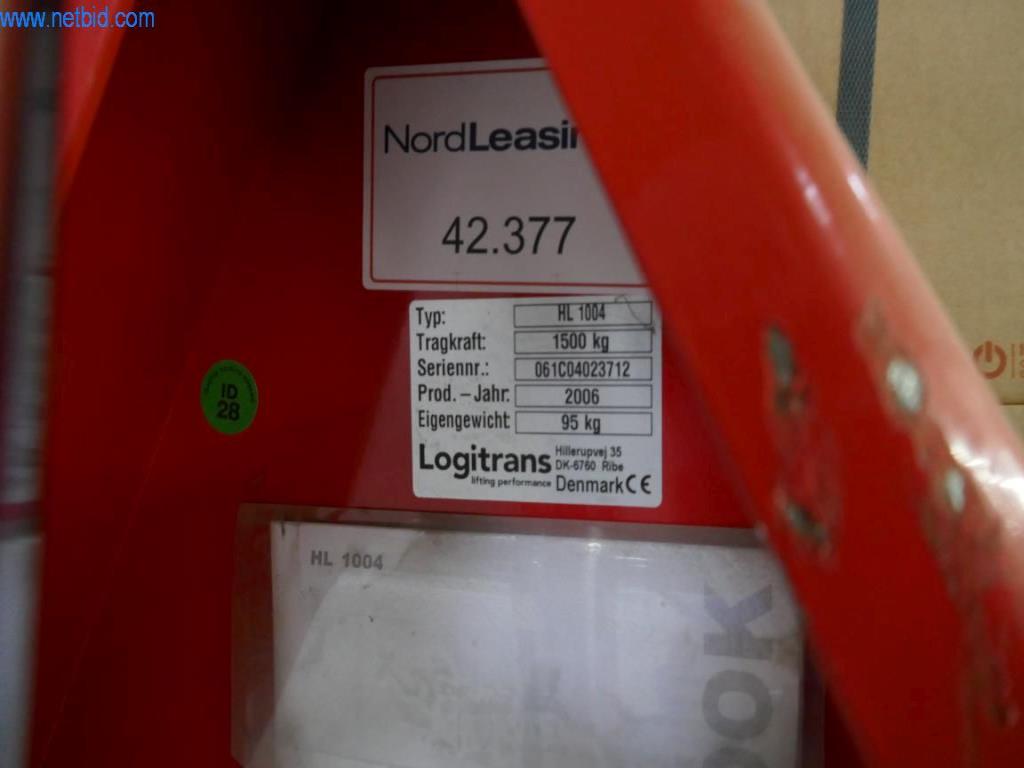 www.netbid.com
NordLeasin
42.377
Typ: HL 1004
Tragkraft: 1500 kg
Seriennr.: 061C04023712
Prod. - Jahr: 2006
Eigengewicht: 95 kg
Logitrans
lifting performance
Hillerupvej 35
DK-6760 Ribe
Denmark CE
ID
28
HL 1004